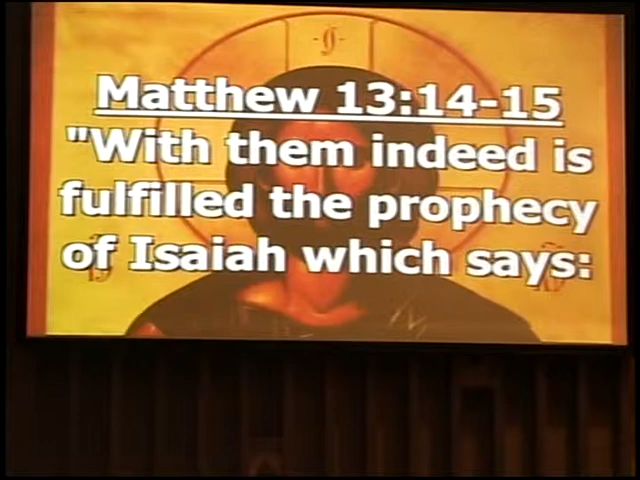 Matthew 13:14-15
"With them indeed is
fulfilled the prophecy
of Isaiah which says: